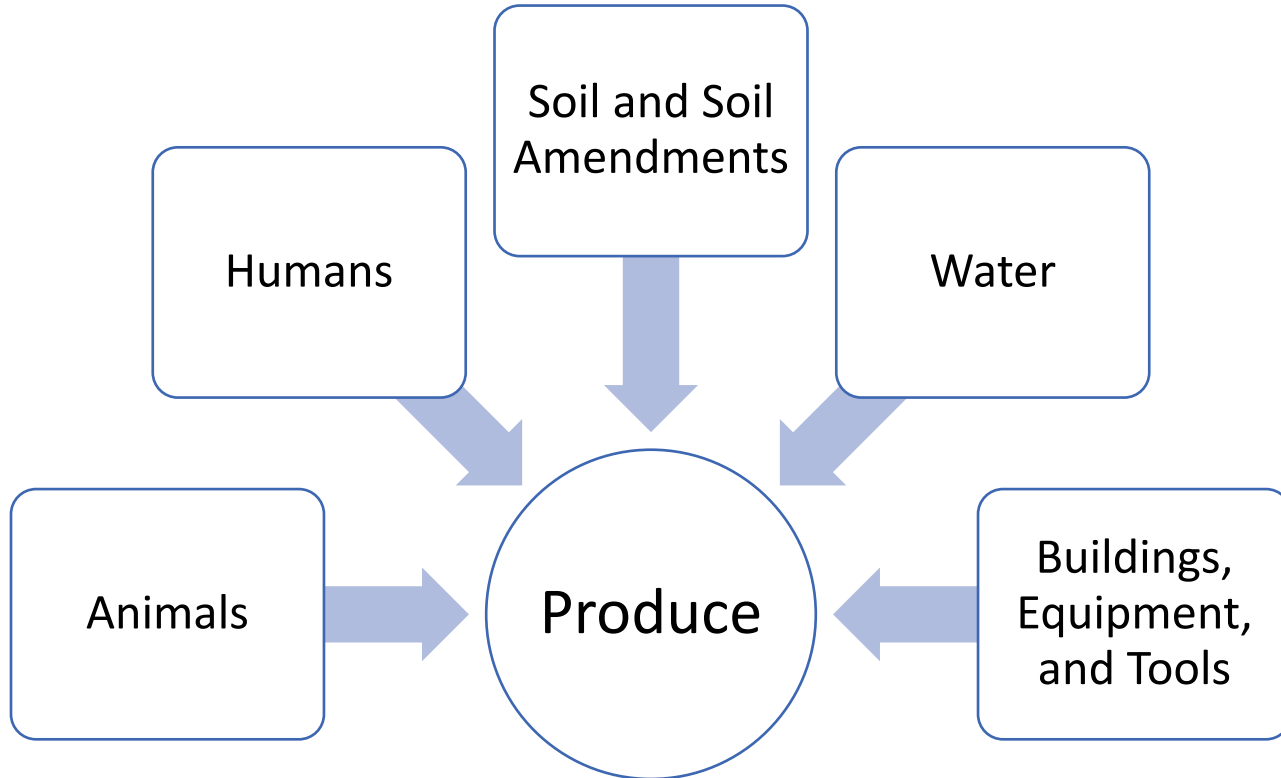 Soil and Soil
Amendments
Humans
Water
Animals
Produce
Buildings,
Equipment,
and Tools